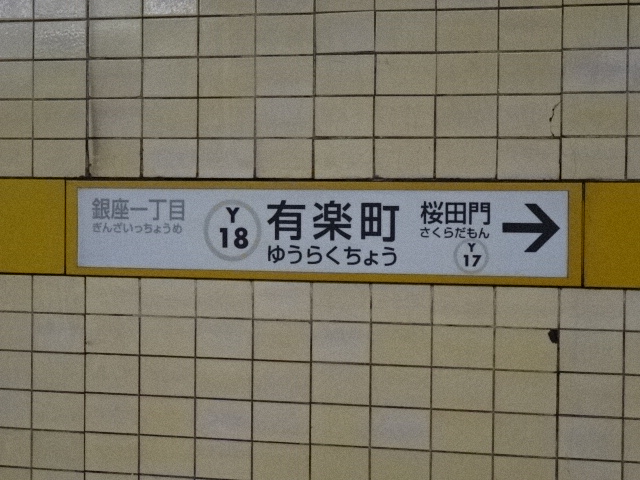 銀座一丁目
ぎんざいっちょうめ
Y
18
有楽町
ゆうらくちょう
桜田門
さくらだもん
Y
17